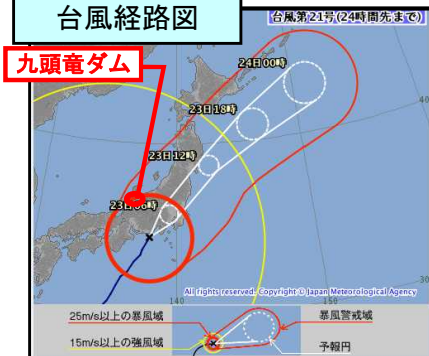 台風経路図
台風第21号(24時間先まで)
九頭竜ダム
24日00時
23日18時
23日12時
23日06時
40
30
140
150
All rights reserved. Copyright © Japan Meteorological Agency
25m/s以上の暴風域
暴風警戒域
15m/s以上の強風域
予報円